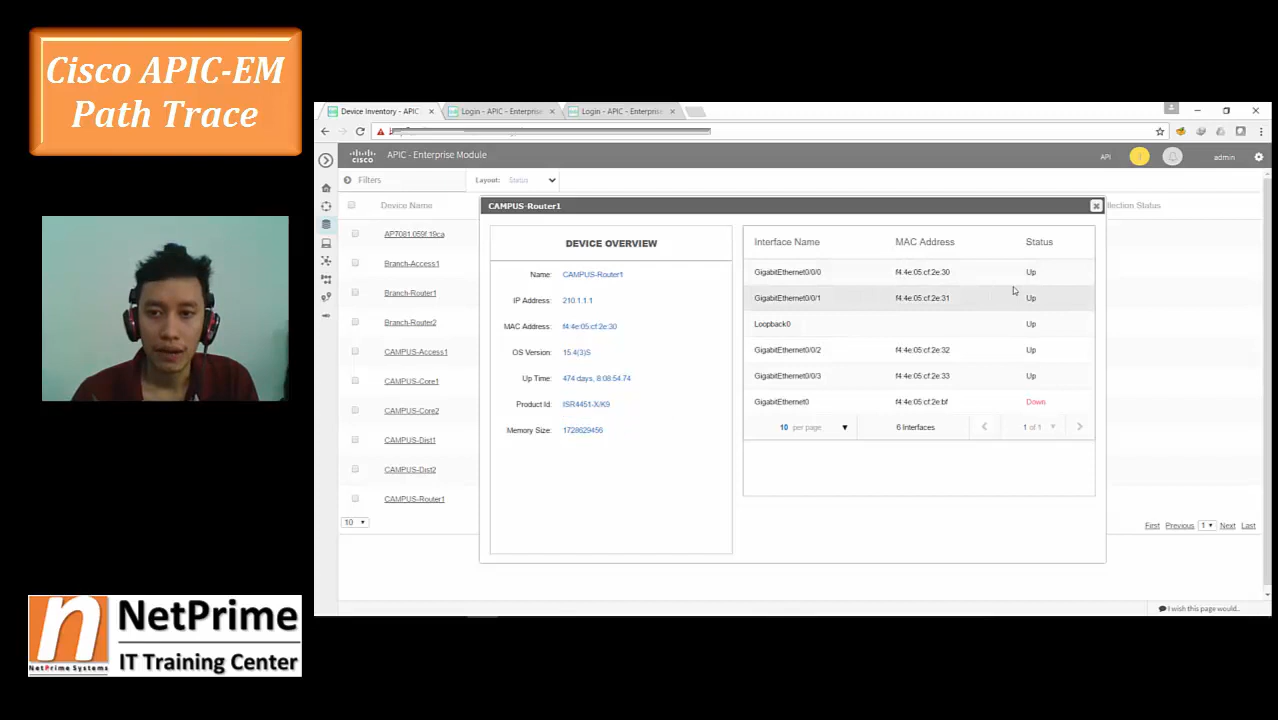 Cisco APIC-EM
Path Trace
Device Inventory - APIC
Login - APIC - Enterprise
Login - APIC - Enterprise
cisco
APIC - Enterprise Module
API
admin
Filters
Layout: Status
Device Name
AP7081.059f.19ca
Branch-Access1
Branch-Router1
Branch-Router2
CAMPUS-Access1
CAMPUS-Core1
CAMPUS-Core2
CAMPUS-Dist1
CAMPUS-Dist2
CAMPUS-Router1
10
CAMPUS-Router1
DEVICE OVERVIEW
Name: CAMPUS-Router1
IP Address: 210.1.1.1
MAC Address: f4:4e:05:cf:2e:30
OS Version: 15.4(3)S
Up Time: 474 days, 8:08:54.74
Product Id: ISR4451-X/K9
Memory Size: 1728629456
Interface Name MAC Address Status
GigabitEthernet0/0/0 f4:4e:05:cf:2e:30 Up
GigabitEthernet0/0/1 f4:4e:05:cf:2e:31 Up
Loopback0 Up
GigabitEthernet0/0/2 f4:4e:05:cf:2e:32 Up
GigabitEthernet0/0/3 f4:4e:05:cf:2e:33 Up
GigabitEthernet0 f4:4e:05:cf:2e:bf Down
10 per page 6 Interfaces 1 of 1
llection Status
First Previous 1 Next Last
I wish this page would..
n
NetPrime Systems
NetPrime
IT Training Center